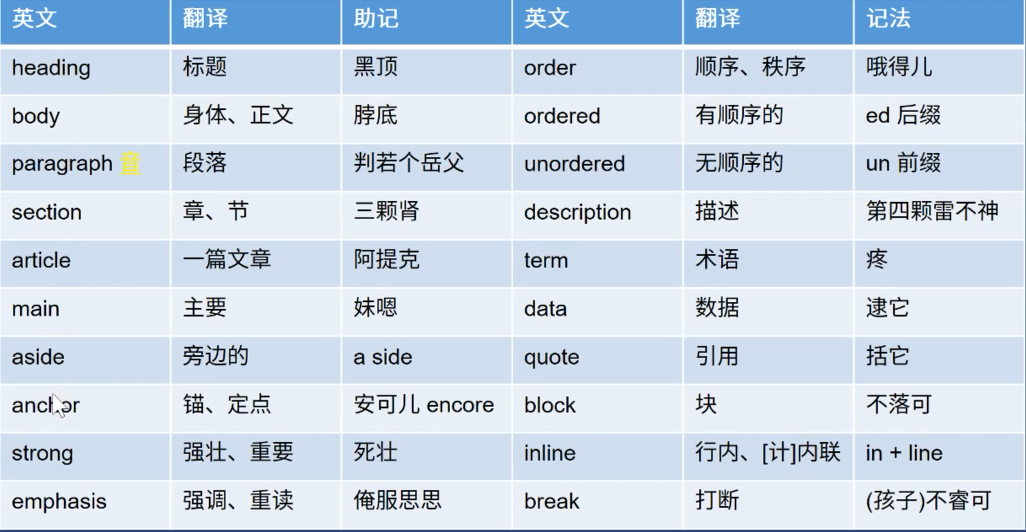 英文 翻译 助记 英文 翻译 记法
heading 标题 黑顶 order 顺序、秩序 哦得儿
body 身体、正文 脖底 ordered 有顺序的 ed 后缀
paragraph 音 段落 判若个岳父 unordered 无顺序的 un 前缀
section 章、节 三颗肾 description 描述 第四颗雷不神
article 一篇文章 阿提克 term 术语 疼
main 主要 妹嗯 data 数据 逮它
aside 旁边的 a side quote 引用 括它
anchor 锚、定点 安可儿 encore block 块 不落可
strong 强壮、重要 死壮 inline 行内、[计]内联 in + line
emphasis 强调、重读 俺服思思 break 打断 (孩子)不睿可